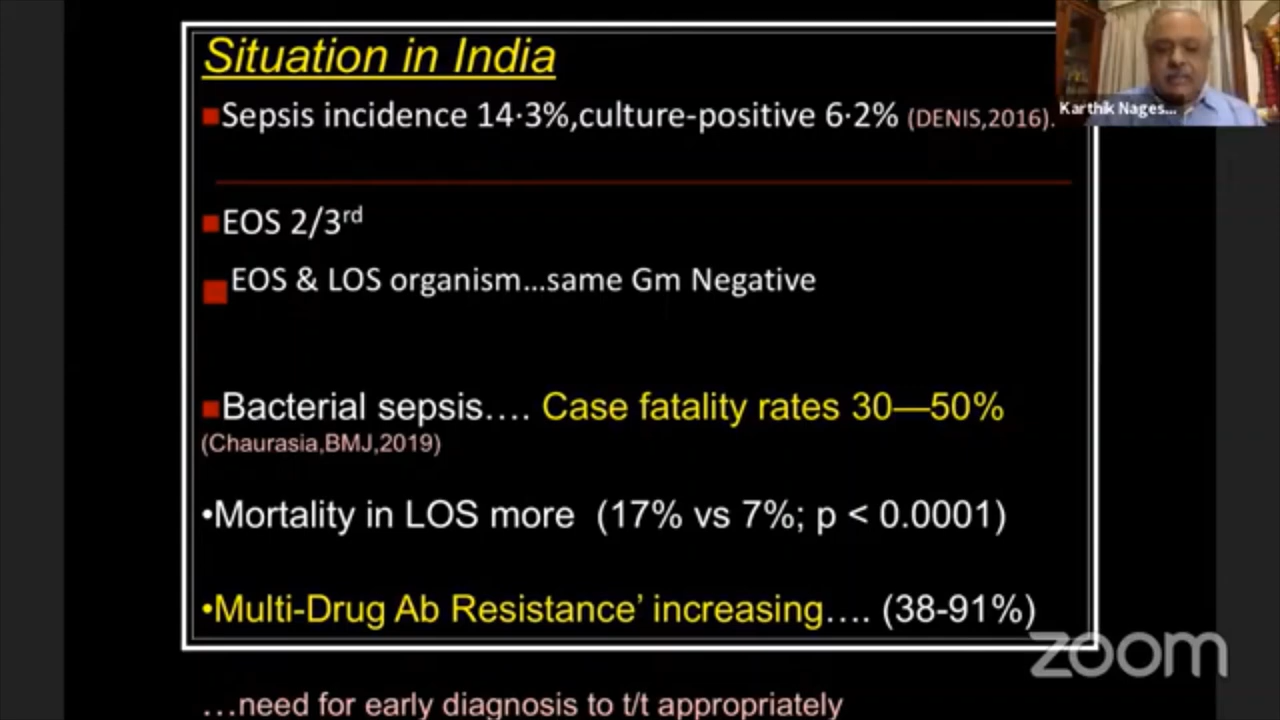 Situation in India
Sepsis incidence 14·3%,culture-positive 6·2% (DENIS,2016).
Karthik Nages...
EOS 2/3rd
EOS & LOS organism...same Gm Negative
Bacterial sepsis.... Case fatality rates 30—50%
(Chaurasia,BMJ,2019)
•Mortality in LOS more (17% vs 7%; p < 0.0001)
•Multi-Drug Ab Resistance’ increasing.... (38-91%)
zoom
...need for early diagnosis to t/t appropriately